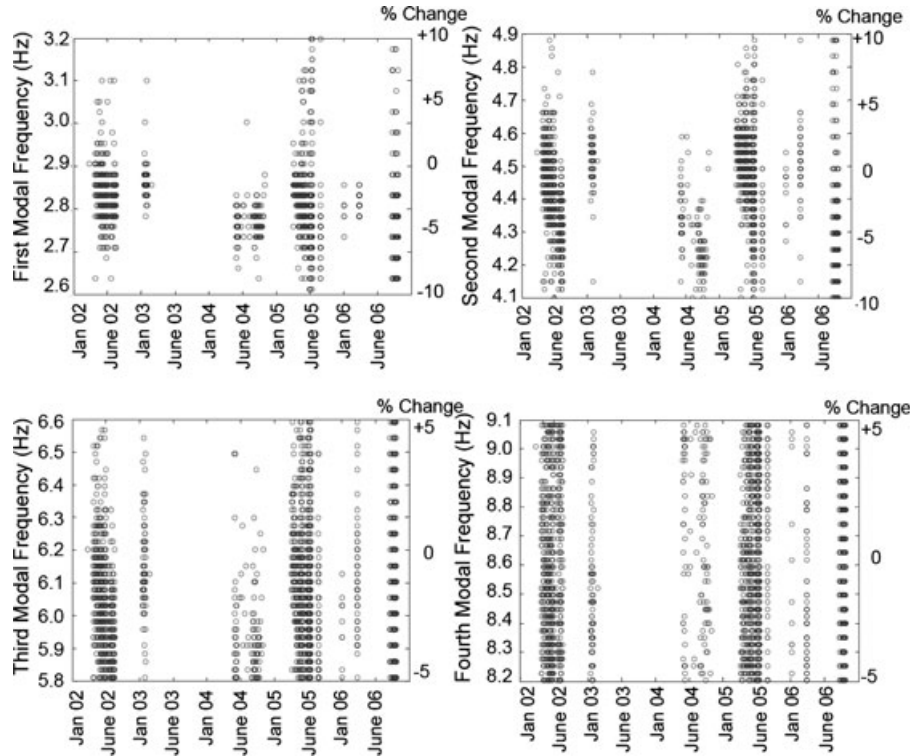 % Change
First Modal Frequency (Hz)
3.2
3.1
3.0
2.9
2.8
2.7
2.6
+10
+5
0
-5
-10
Jan 02
June 02
Jan 03
June 03
Jan 04
June 04
Jan 05
June 05
Jan 06
June 06
% Change
Second Modal Frequency (Hz)
4.9
4.8
4.7
4.6
4.5
4.4
4.3
4.2
4.1
+10
+5
0
-5
-10
Jan 02
June 02
Jan 03
June 03
Jan 04
June 04
Jan 05
June 05
Jan 06
June 06
% Change
Third Modal Frequency (Hz)
6.6
6.5
6.4
6.3
6.2
6.1
6.0
5.9
5.8
+5
0
-5
Jan 02
June 02
Jan 03
June 03
Jan 04
June 04
Jan 05
June 05
Jan 06
June 06
% Change
Fourth Modal Frequency (Hz)
9.1
9.0
8.9
8.8
8.7
8.6
8.5
8.4
8.3
8.2
+5
0
-5
Jan 02
June 02
Jan 03
June 03
Jan 04
June 04
Jan 05
June 05
Jan 06
June 06